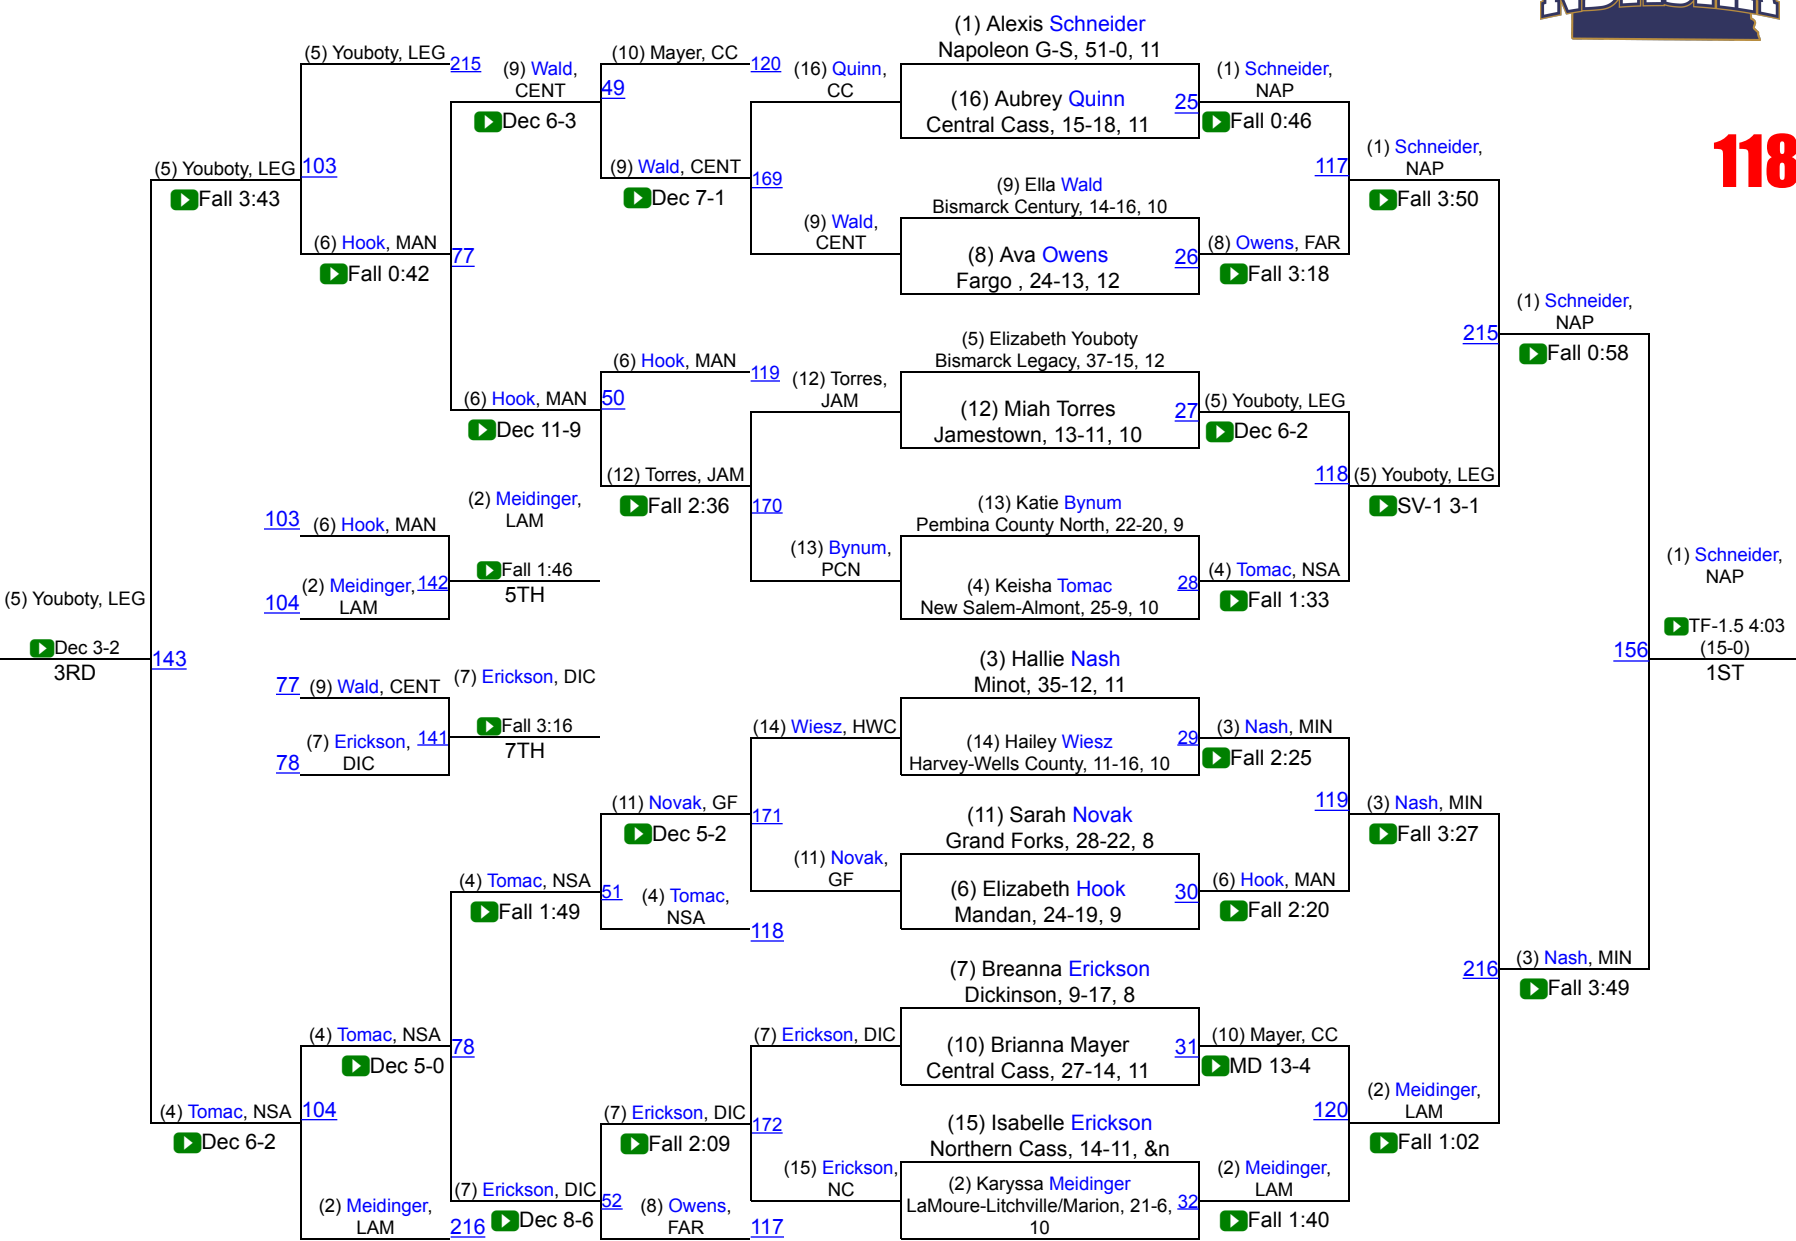 (1) Alexis Schneider
Napoleon G-S, 51-0, 11
(16) Aubrey Quinn
Central Cass, 15-18, 11
25
(9) Ella Wald
Bismarck Century, 14-16, 10
(8) Ava Owens
Fargo , 24-13, 12
26
(5) Elizabeth Youboty
Bismarck Legacy, 37-15, 12
(12) Miah Torres
Jamestown, 13-11, 10
27
(13) Katie Bynum
Pembina County North, 22-20, 9
(4) Keisha Tomac
New Salem-Almont, 25-9, 10
28
(3) Hallie Nash
Minot, 35-12, 11
(14) Hailey Wiesz
Harvey-Wells County, 11-16, 10
29
(11) Sarah Novak
Grand Forks, 28-22, 8
(6) Elizabeth Hook
Mandan, 24-19, 9
30
(7) Breanna Erickson
Dickinson, 9-17, 8
(10) Brianna Mayer
Central Cass, 27-14, 11
31
(15) Isabelle Erickson
Northern Cass, 14-11, &n
(2) Karyssa Meidinger
LaMoure-Litchville/Marion, 21-6,
10
32
(1) Schneider,
NAP
Fall 0:46
117
(8) Owens, FAR
Fall 3:18
(5) Youboty, LEG
Dec 6-2
118
(4) Tomac, NSA
Fall 1:33
(3) Nash, MIN
Fall 2:25
119
(6) Hook, MAN
Fall 2:20
(10) Mayer, CC
MD 13-4
120
(2) Meidinger,
LAM
Fall 1:40
(1) Schneider,
NAP
Fall 3:50
215
(5) Youboty, LEG
SV-1 3-1
(3) Nash, MIN
Fall 3:27
216
(2) Meidinger,
LAM
Fall 1:02
(1) Schneider,
NAP
Fall 0:58
156
(3) Nash, MIN
Fall 3:49
(1) Schneider,
NAP
TF-1.5 4:03
(15-0)
1ST
118
(16) Quinn,
CC
169
(9) Wald,
CENT
(12) Torres,
JAM
170
(13) Bynum,
PCN
(14) Wiesz, HWC
171
(11) Novak,
GF
(7) Erickson, DIC
172
(15) Erickson,
NC
(10) Mayer, CC
120
49
(9) Wald, CENT
Dec 7-1
(6) Hook, MAN
119
50
(12) Torres, JAM
Fall 2:36
(11) Novak, GF
Dec 5-2
51
(4) Tomac,
NSA
118
(7) Erickson, DIC
Fall 2:09
52
(8) Owens,
FAR
117
(9) Wald,
CENT
Dec 6-3
77
(6) Hook, MAN
Dec 11-9
(4) Tomac, NSA
Fall 1:49
78
(7) Erickson, DIC
Dec 8-6
(5) Youboty, LEG
215
103
(6) Hook, MAN
Fall 0:42
(4) Tomac, NSA
Dec 5-0
104
(2) Meidinger,
LAM
216
(5) Youboty, LEG
Fall 3:43
143
(4) Tomac, NSA
Dec 6-2
(5) Youboty, LEG
Dec 3-2
3RD
103
(6) Hook, MAN
104
(2) Meidinger,
LAM
142
(2) Meidinger,
LAM
Fall 1:46
5TH
77
(9) Wald, CENT
78
(7) Erickson,
DIC
141
(7) Erickson, DIC
Fall 3:16
7TH